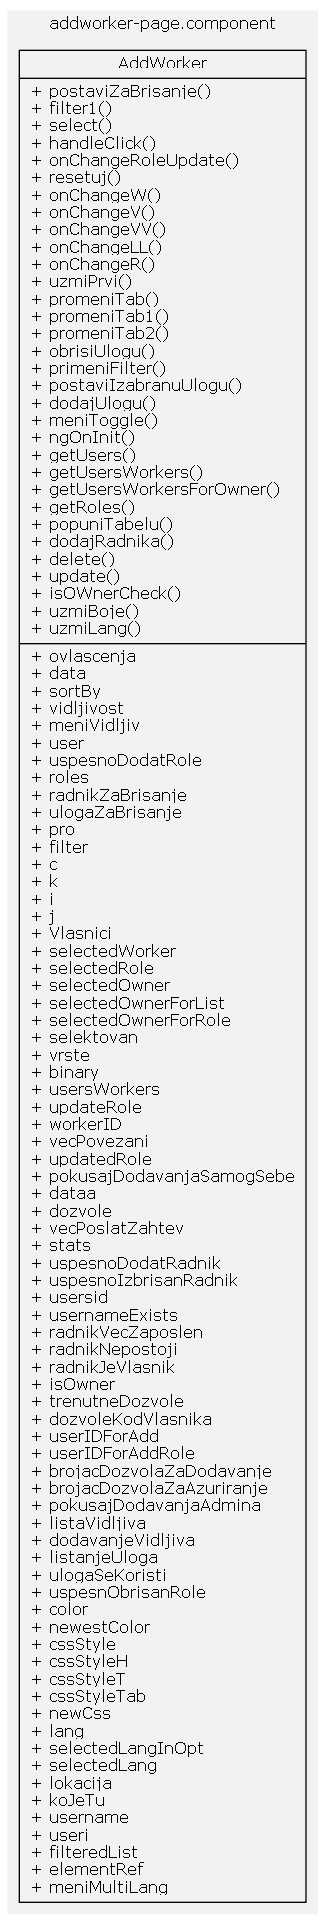 addworker-page.component
AddWorker
+ postaviZaBrisanje()
+ filter1()
+ select()
+ handleClick()
+ onChangeRoleUpdate()
+ resetuj()
+ onChangeW()
+ onChangeV()
+ onChangeVV()
+ onChangeLL()
+ onChangeR()
+ uzmiPrvi()
+ promeniTab()
+ promeniTab1()
+ promeniTab2()
+ obrisiUlogu()
+ primeniFilter()
+ postaviIzabranuUlogu()
+ dodajUlogu()
+ meniToggle()
+ ngOnInit()
+ getUsers()
+ getUsersWorkers()
+ getUsersWorkersForOwner()
+ getRoles()
+ popuniTabelu()
+ dodajRadnika()
+ delete()
+ update()
+ isOWnerCheck()
+ uzmiBoje()
+ uzmiLang()
+ ovlascenja
+ data
+ sortBy
+ vidljivost
+ meniVidljiv
+ user
+ uspesnoDodatRole
+ roles
+ radnikZaBrisanje
+ ulogaZaBrisanje
+ pro
+ filter
+ c
+ k
+ i
+ j
+ Vlasnici
+ selectedWorker
+ selectedRole
+ selectedOwner
+ selectedOwnerForList
+ selectedOwnerForRole
+ selektovan
+ vrste
+ binary
+ usersWorkers
+ updateRole
+ workerID
+ vecPovezani
+ updatedRole
+ pokusajDodavanjaSamogSebe
+ dataa
+ dozvole
+ vecPoslatZahtev
+ stats
+ uspesnoDodatRadnik
+ uspesnoIzbrisanRadnik
+ usersid
+ usernameExists
+ radnikVecZaposlen
+ radnikNepostoji
+ radnikJeVlasnik
+ isOwner
+ trenutneDozvole
+ dozvoleKodVlasnika
+ userIDForAdd
+ userIDForAddRole
+ brojacDozvolaZaDodavanje
+ brojacDozvolaZaAzuriranje
+ pokusajDodavanjaAdmina
+ listaVidljiva
+ dodavanjeVidljiva
+ listanjeUloga
+ ulogaSeKoristi
+ uspesnObrisanRole
+ color
+ newestColor
+ cssStyle
+ cssStyleH
+ cssStyleT
+ cssStyleTab
+ newCss
+ lang
+ selectedLangInOpt
+ selectedLang
+ lokacija
+ koJeTu
+ username
+ useri
+ filteredList
+ elementRef
+ meniMultiLang